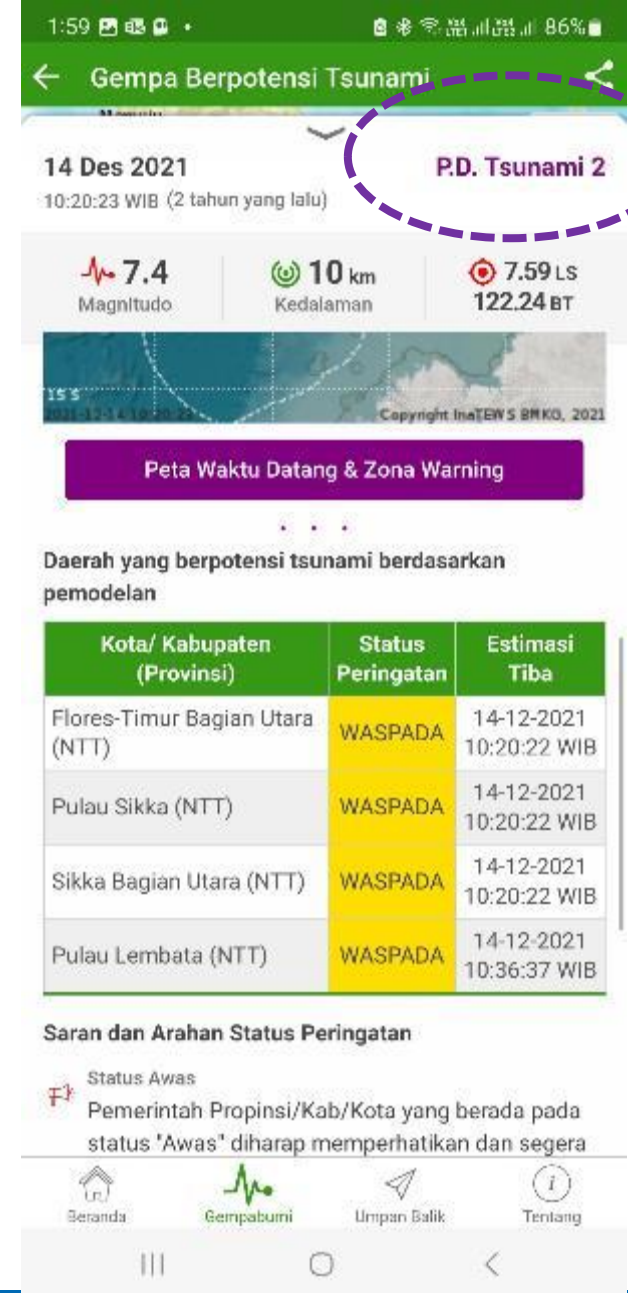 1:59
86%
Gempa Berpotensi Tsunami
14 Des 2021
P.D. Tsunami 2
10:20:23 WIB (2 tahun yang lalu)
7.4
10 km
7.59 LS
Magnitudo
Kedalaman
122.24 BT
15 S
Copyright InaTEWS BMKG, 2021
Peta Waktu Datang & Zona Warning
Daerah yang berpotensi tsunami berdasarkan
pemodelan
Kota/ Kabupaten
(Provinsi)
Status
Peringatan
Estimasi
Tiba
Flores-Timur Bagian Utara
(NTT)
WASPADA
14-12-2021
10:20:22 WIB
Pulau Sikka (NTT)
WASPADA
14-12-2021
10:20:22 WIB
Sikka Bagian Utara (NTT)
WASPADA
14-12-2021
10:20:22 WIB
Pulau Lembata (NTT)
WASPADA
14-12-2021
10:36:37 WIB
Saran dan Arahan Status Peringatan
Status Awas
Pemerintah Propinsi/Kab/Kota yang berada pada
status "Awas" diharap memperhatikan dan segera
Beranda
Gempabumi
Umpan Balik
Tentang